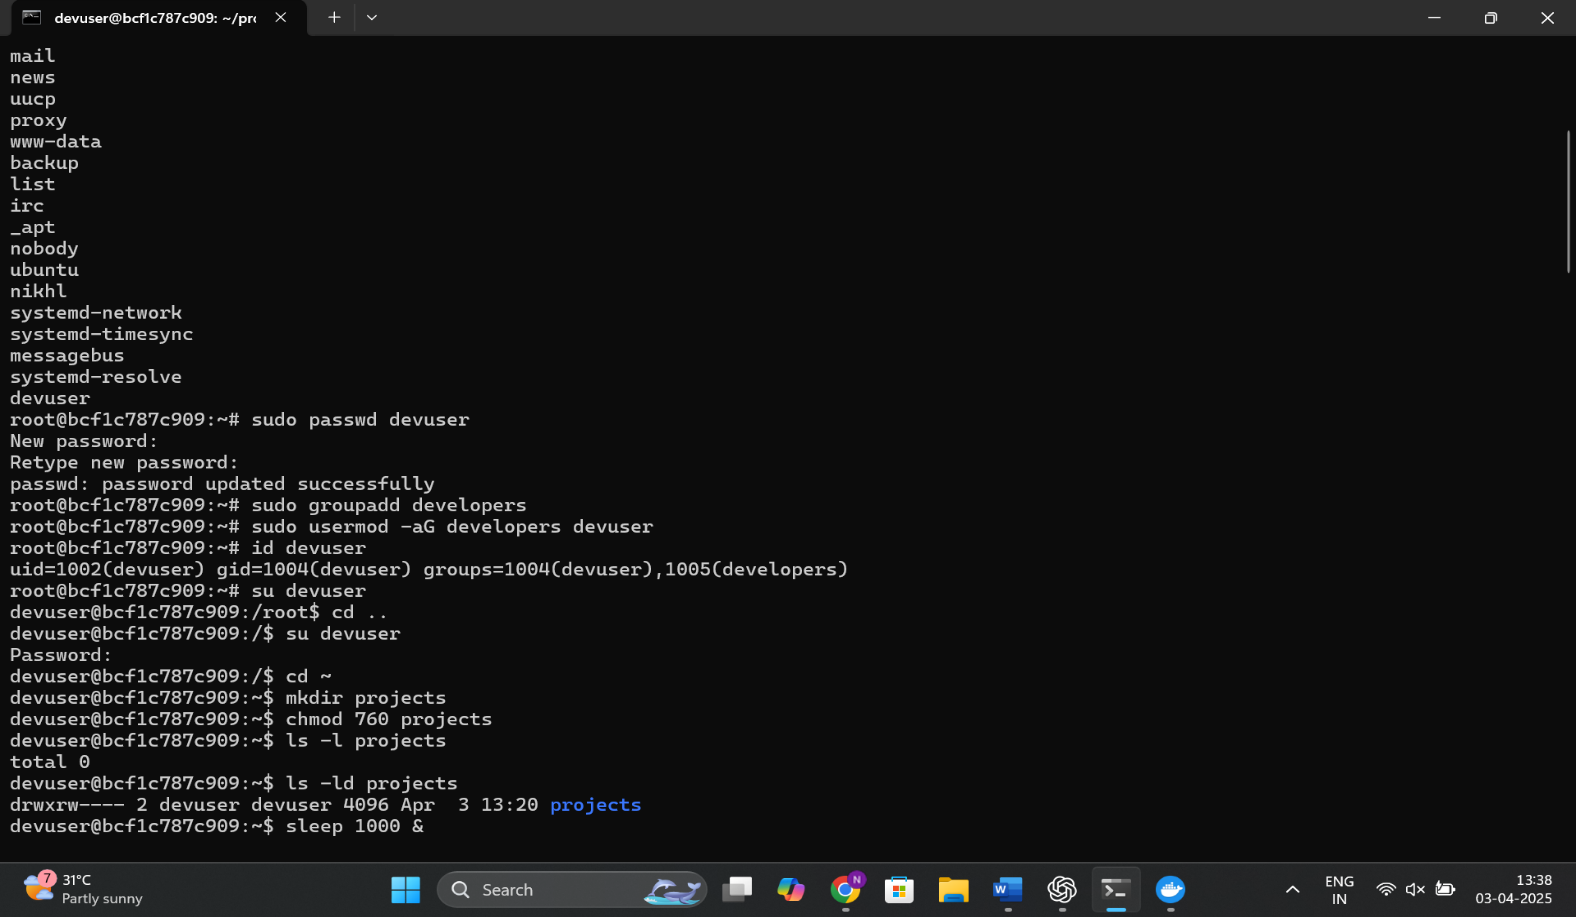 devuser@bcf1c787c909: ~/pro
mail
news
uucp
proxy
www-data
backup
list
irc
_apt
nobody
ubuntu
nikhl
systemd-network
systemd-timesync
messagebus
systemd-resolve
devuser
root@bcf1c787c909:~# sudo passwd devuser
New password:
Retype new password:
passwd: password updated successfully
root@bcf1c787c909:~# sudo groupadd developers
root@bcf1c787c909:~# sudo usermod -aG developers devuser
root@bcf1c787c909:~# id devuser
uid=1002(devuser) gid=1004(devuser) groups=1004(devuser),1005(developers)
root@bcf1c787c909:~# su devuser
devuser@bcf1c787c909:/root$ cd ..
devuser@bcf1c787c909:/$ su devuser
Password:
devuser@bcf1c787c909:/$ cd ~
devuser@bcf1c787c909:~$ mkdir projects
devuser@bcf1c787c909:~$ chmod 760 projects
devuser@bcf1c787c909:~$ ls -l projects
total 0
devuser@bcf1c787c909:~$ ls -ld projects
drwxrw---- 2 devuser devuser 4096 Apr  3 13:20 projects
devuser@bcf1c787c909:~$ sleep 1000 &
7
31°C
Partly sunny
Search
N
W
ENG
IN
13:38
03-04-2025